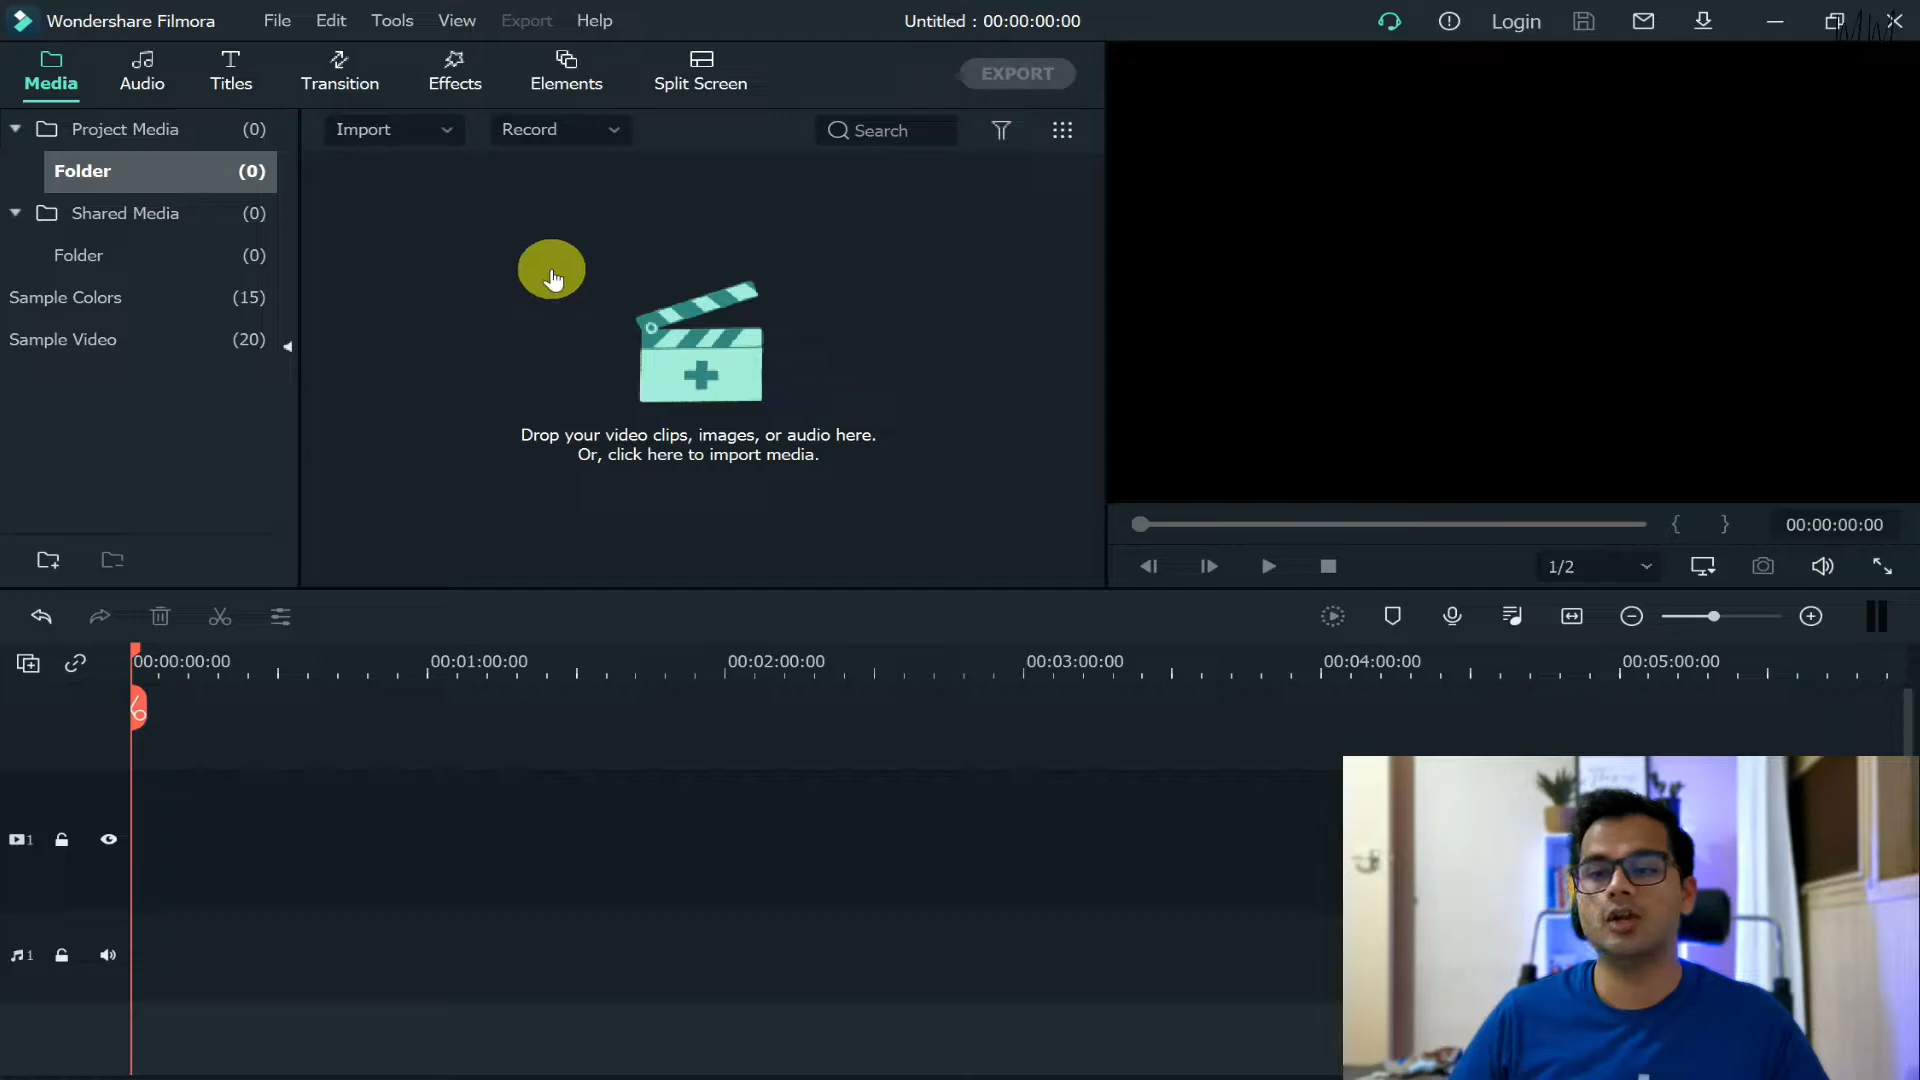 Wondershare Filmora File Edit Tools View Export Help Untitled : 00:00:00:00 Login
Media Audio Titles Transition Effects Elements Split Screen EXPORT
Project Media (0) Import Record Search
Folder (0)
Shared Media (0)
Folder (0)
Sample Colors (15)
Sample Video (20)
Drop your video clips, images, or audio here.
Or, click here to import media.
{ } 00:00:00:00
1/2
00:00:00:00 00:01:00:00 00:02:00:00 00:03:00:00 00:04:00:00 00:05:00:00
1
1